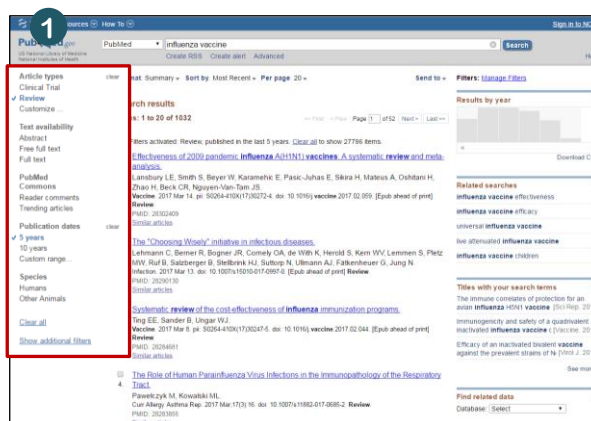 1
How To
Sign in to NC
PubMed
influenza vaccine
Search
US National Library of Medicine
National Institutes of Health
Create RSS Create alert Advanced
Article types clear
Clinical Trial
Review
Customize ...
Text availability
Abstract
Free full text
Full text
PubMed
Commons
Reader comments
Trending articles
Publication dates clear
5 years
10 years
Custom range...
Species
Humans
Other Animals
Clear all
Show additional filters
Summary Sort by Most Recent Per page: 20 Send to
1 to 20 of 1032
<< First < Prev Page 1 of 52 Next > Last >>
Filters activated: Review, published in the last 5 years. Clear all to show 27786 items.
Effectiveness of 2009 pandemic influenza A(H1N1) vaccines: A systematic review and meta-
analysis.
Lansbury LE, Smith S, Beyer W, Karamehic E, Pasic-Juhas E, Sikira H, Mateus A, Oshitani H,
Zhao H, Beck CR, Nguyen-Van-Tam JS.
Vaccine. 2017 Mar 14. pii: S0264-410X(17)30272-4. doi: 10.1016/j.vaccine.2017.02.059. [Epub ahead of print]
Review.
PMID: 28302409
Similar articles
The "Choosing Wisely" initiative in infectious diseases.
Lehmann C, Berner R, Bogner JR, Cornely OA, de With K, Herold S, Kern WV, Lemmen S, Pletz
MW, Ruf B, Salzberger B, Stellbrink HJ, Suttorp N, Ullmann AJ, Fätkenheuer G, Jung N.
Infection. 2017 Mar 13. doi: 10.1007/s15010-017-0997-0. [Epub ahead of print] Review.
PMID: 28290130
Similar articles
Systematic review of the cost-effectiveness of influenza immunization programs.
Ting EE, Sander B, Ungar WJ.
Vaccine. 2017 Mar 8. pii: S0264-410X(17)30247-5. doi: 10.1016/j.vaccine.2017.02.044. [Epub ahead of print]
Review.
PMID: 28284681
Similar articles
The Role of Human Parainfluenza Virus Infections in the Immunopathology of the Respiratory
4. Tract.
Pawełczyk M, Kowalski ML.
Curr Allergy Asthma Rep. 2017 Mar;17(3):16. doi: 10.1007/s11882-017-0685-2. Review.
PMID: 28283855
Filters: Manage Filters
Results by year
Download C
Related searches
influenza vaccine effectiveness
influenza vaccine efficacy
universal influenza vaccine
live attenuated influenza vaccine
influenza vaccine children
Titles with your search terms
The immune correlates of protection for an
avian influenza H5N1 vaccine [Sci Rep. 20
Immunogenicity and safety of a quadrivalent
inactivated influenza vaccine [Vaccine. 20
Efficacy of an inactivated bivalent vaccine
against the prevalent strains of N [Virol J. 20
See mor
Find related data
Database: Select